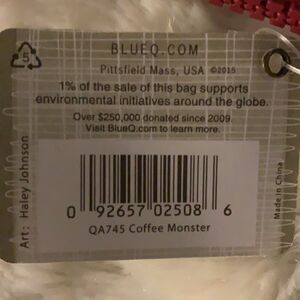 5
BLUEQ.COM
Pittsfield Mass, USA ©2015
1% of the sale of this bag supports
environmental initiatives around the globe.
Over $250,000 donated since 2009.
Visit BlueQ.com to learn more.
Art: Haley Johnson
0 92657 02508 6
QA745 Coffee Monster
Made in China